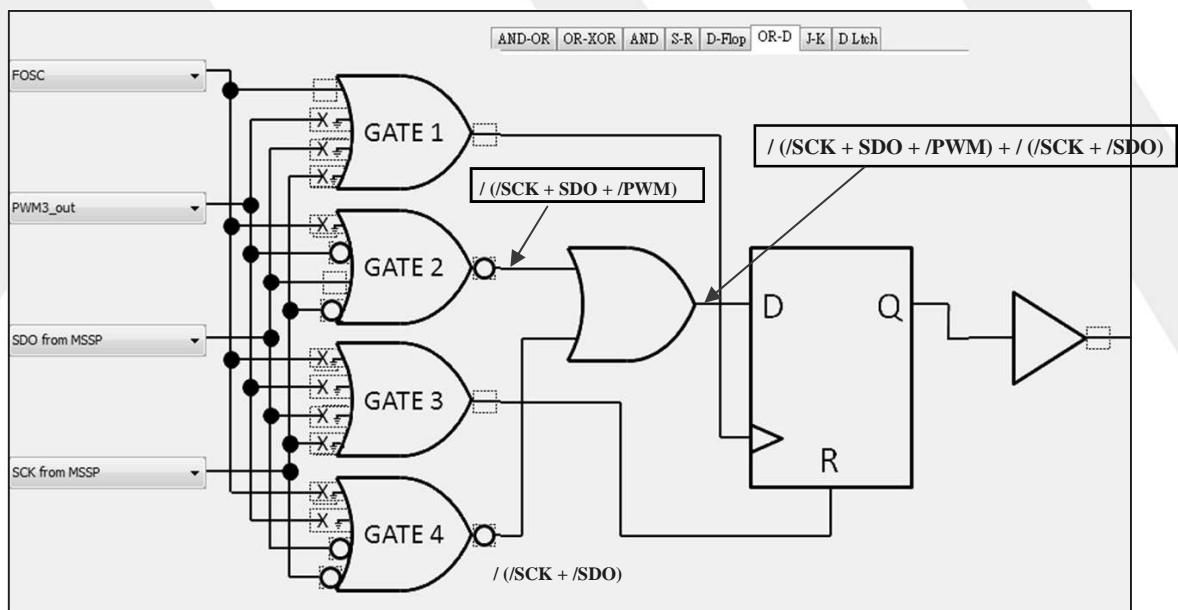 AND-OR OR-XOR AND S-R D-Flop OR-D J-K D Ltch
FOSC
GATE 1
/ (/SCK + SDO + /PWM) + / (/SCK + /SDO)
/ (/SCK + SDO + /PWM)
PWM3_out
GATE 2
D
Q
SDO from MSSP
GATE 3
SCK from MSSP
R
GATE 4
/ (/SCK + /SDO)